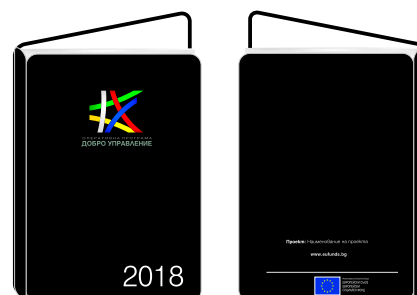 ОПЕРАТИВНА ПРОГРАМА
ДОБРО УПРАВЛЕНИЕ
2018
Проект: Наименование на проекта
www.eufunds.bg
ЕВРОПЕЙСКИ СЪЮЗ
ЕВРОПЕЙСКИ
СОЦИАЛЕН ФОНД